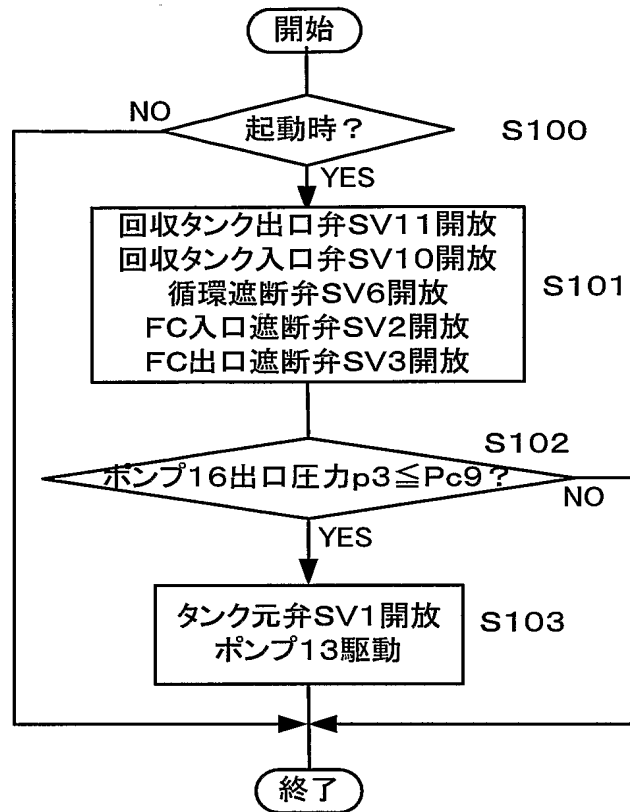 開始
NO
起動時？
S100
YES
回収タンク出口弁SV11開放
回収タンク入口弁SV10開放
循環遮断弁SV6開放
FC入口遮断弁SV2開放
FC出口遮断弁SV3開放
S101
S102
ポンプ16出口圧力p3≦Pc9？
NO
YES
タンク元弁SV1開放
ポンプ13駆動
S103
終了